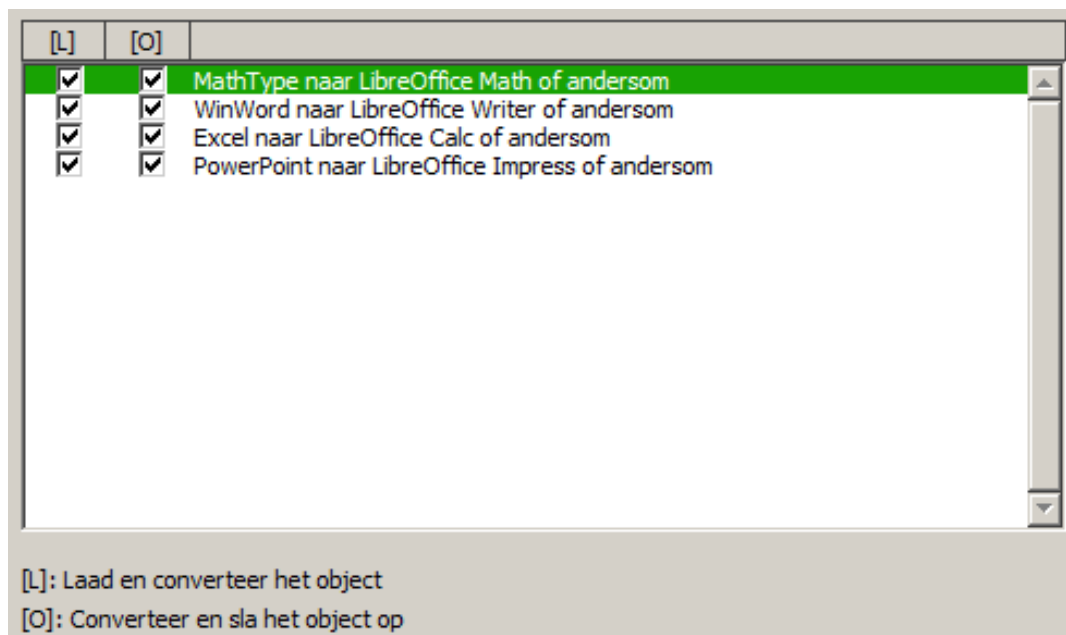 [L] [O]
MathType naar LibreOffice Math of andersom
WinWord naar LibreOffice Writer of andersom
Excel naar LibreOffice Calc of andersom
PowerPoint naar LibreOffice Impress of andersom
[L]: Laad en converteer het object
[O]: Converteer en sla het object op